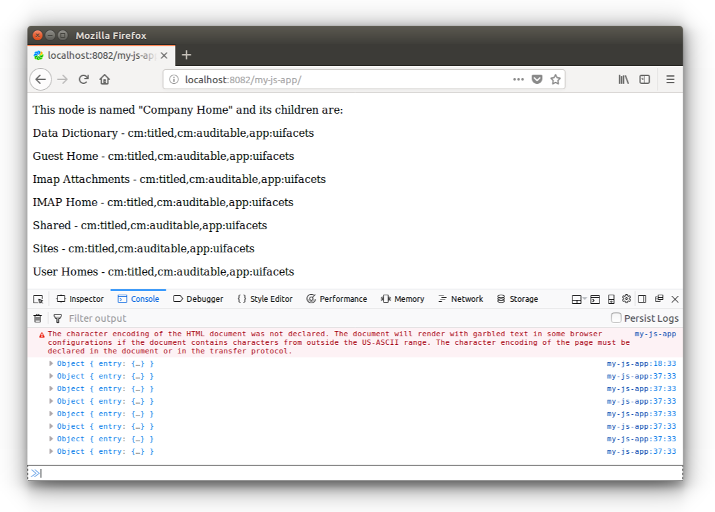 Mozilla Firefox
localhost:8082/my-js-app
localhost:8082/my-js-app/
This node is named "Company Home" and its children are:
Data Dictionary - cm:titled,cm:auditable,app:uifacets
Guest Home - cm:titled,cm:auditable,app:uifacets
Imap Attachments - cm:titled,cm:auditable,app:uifacets
IMAP Home - cm:titled,cm:auditable,app:uifacets
Shared - cm:titled,cm:auditable,app:uifacets
Sites - cm:titled,cm:auditable,app:uifacets
User Homes - cm:titled,cm:auditable,app:uifacets
Inspector Console Debugger {} Style Editor Performance Memory Network Storage
Filter output Persist Logs
The character encoding of the HTML document was not declared. The document will render with garbled text in some browser my-js-app
configurations if the document contains characters from outside the US-ASCII range. The character encoding of the page must be
declared in the document or in the transfer protocol.
Object { entry: {…} } my-js-app:18:33
Object { entry: {…} } my-js-app:37:33
Object { entry: {…} } my-js-app:37:33
Object { entry: {…} } my-js-app:37:33
Object { entry: {…} } my-js-app:37:33
Object { entry: {…} } my-js-app:37:33
Object { entry: {…} } my-js-app:37:33
Object { entry: {…} } my-js-app:37:33